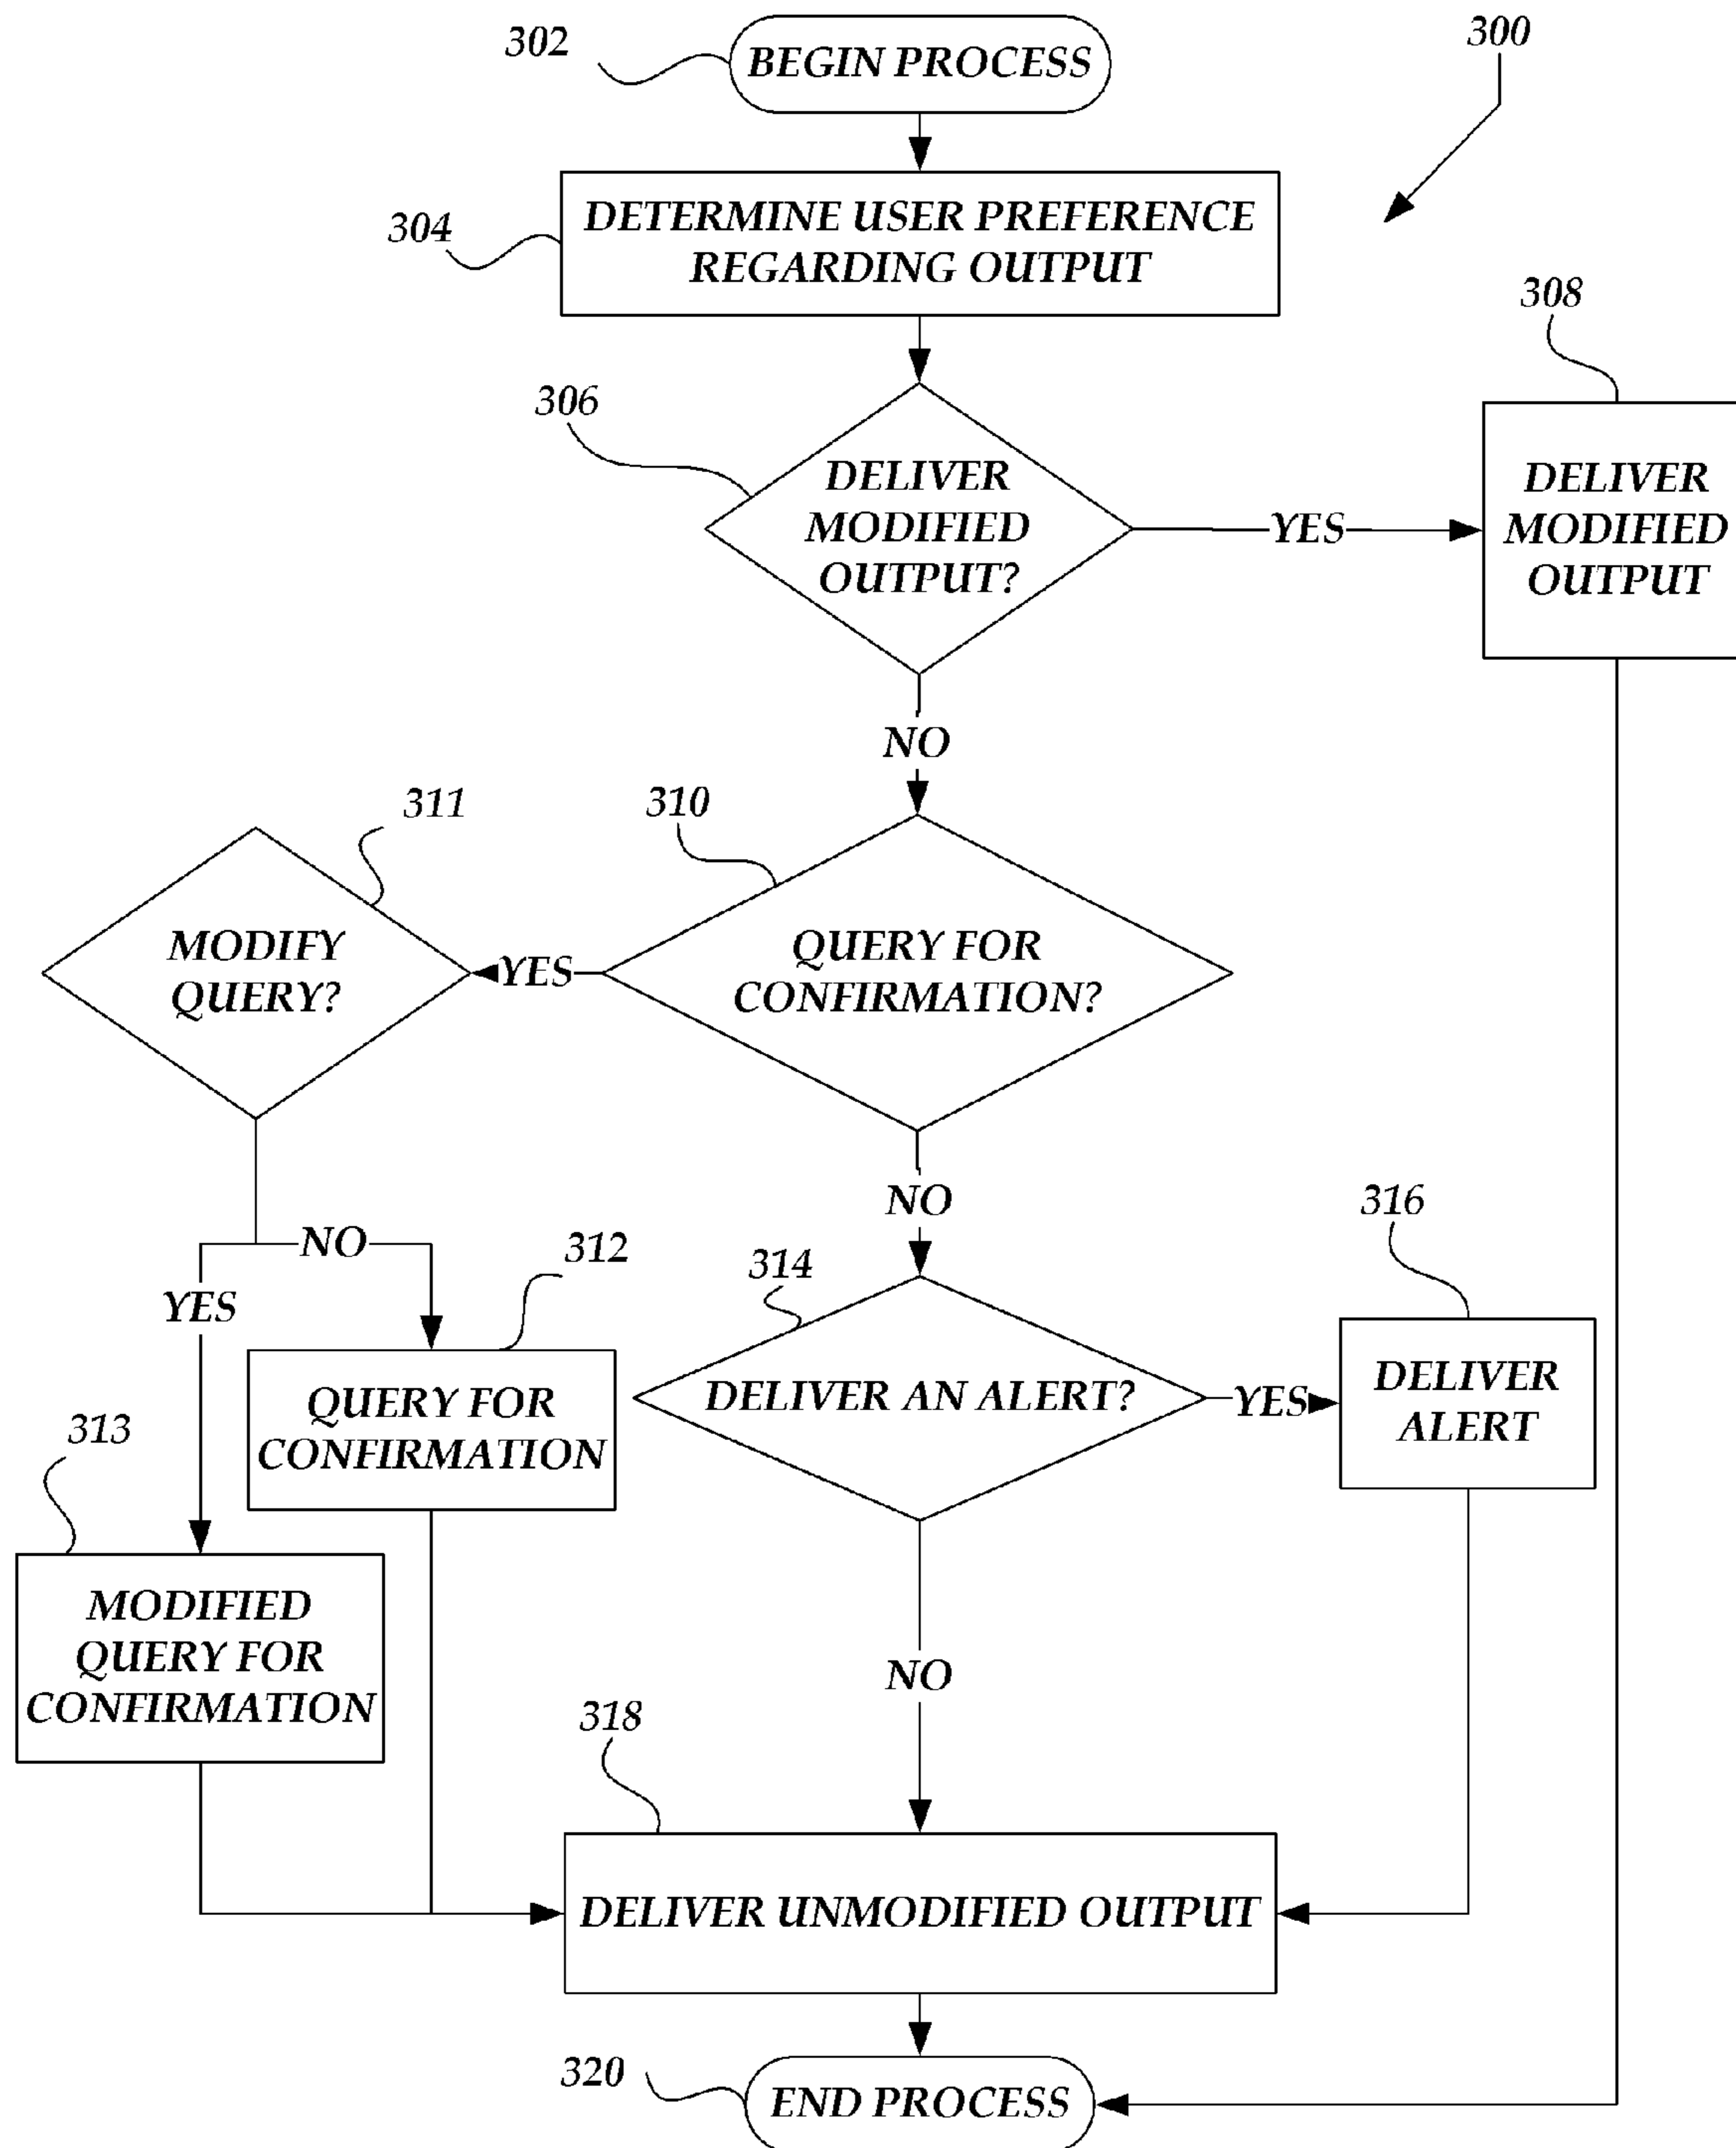 302
BEGIN PROCESS
300
304
DETERMINE USER PREFERENCE
REGARDING OUTPUT
308
306
DELIVER
MODIFIED
OUTPUT?
YES
DELIVER
MODIFIED
OUTPUT
NO
311
310
MODIFY
QUERY?
YES
QUERY FOR
CONFIRMATION?
NO
316
NO
312
314
YES
QUERY FOR
CONFIRMATION
DELIVER AN ALERT?
YES
DELIVER
ALERT
313
MODIFIED
QUERY FOR
CONFIRMATION
NO
318
DELIVER UNMODIFIED OUTPUT
320
END PROCESS